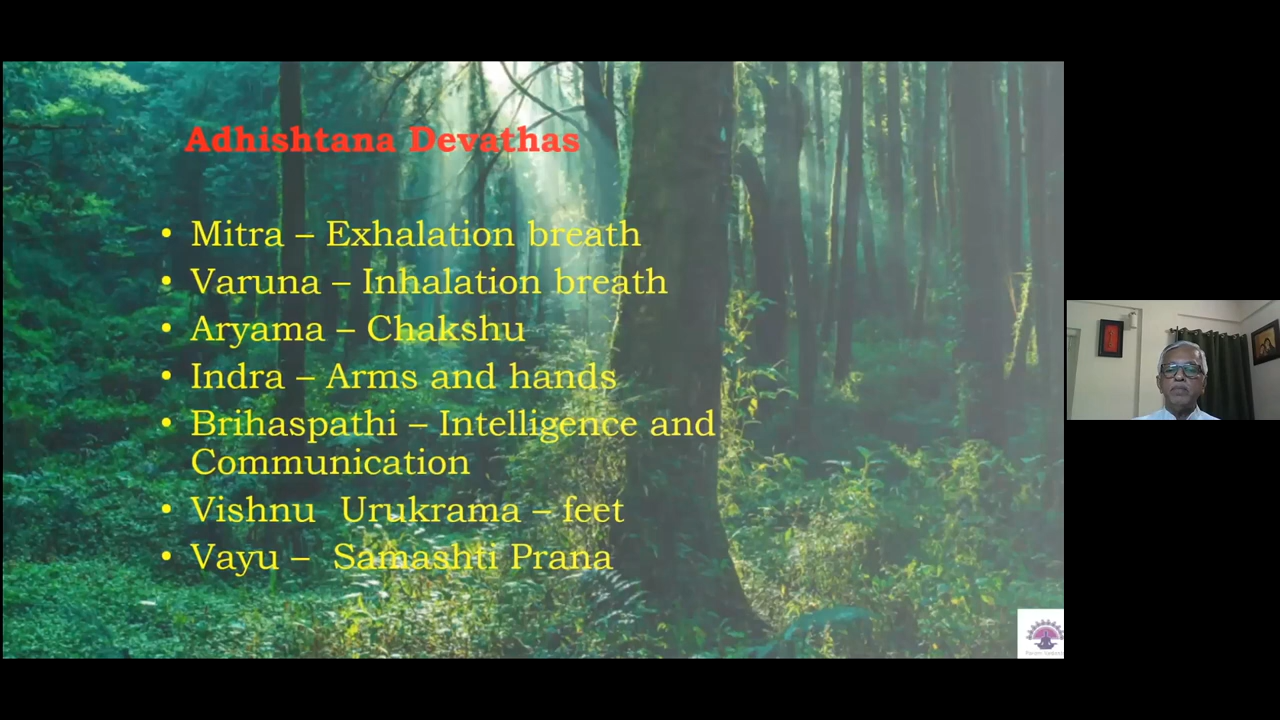 Adhishtana Devathas
• Mitra – Exhalation breath
• Varuna – Inhalation breath
• Aryama – Chakshu
• Indra – Arms and hands
• Brihaspathi – Intelligence and
Communication
• Vishnu Urukrama – feet
• Vayu – Samashti Prana